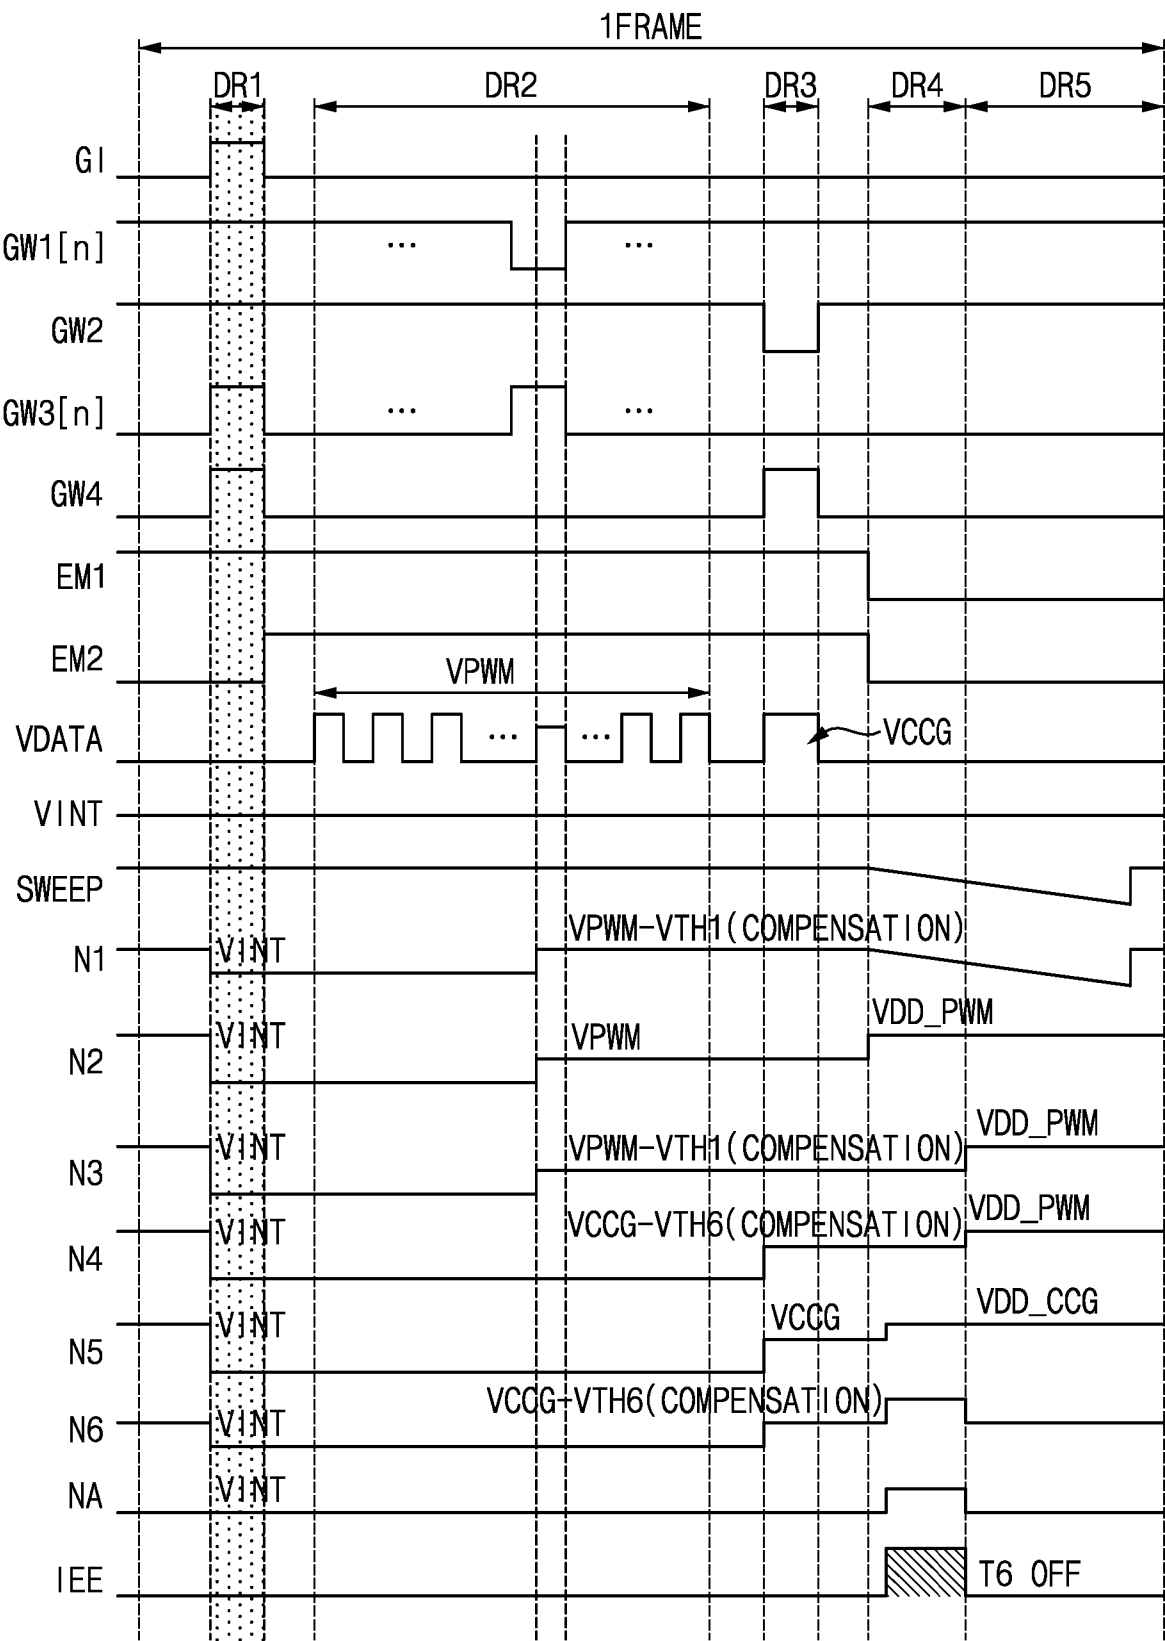 1FRAME
DR1 DR2 DR3 DR4 DR5
GI
GW1[n] ... ...
GW2
GW3[n] ... ...
GW4
EM1
EM2
VPWM
VDATA ... ... VCCG
VINT
SWEEP
VPWM-VTH1(COMPENSATION)
N1 VINT
VDD_PWM
N2 VINT VPWM
VDD_PWM
N3 VINT VPWM-VTH1(COMPENSATION)
VDD_PWM
N4 VINT VCCG-VTH6(COMPENSATION)
VDD_CCG
N5 VINT VCCG
VCCG-VTH6(COMPENSATION)
N6 VINT
NA VINT
IEE T6 OFF